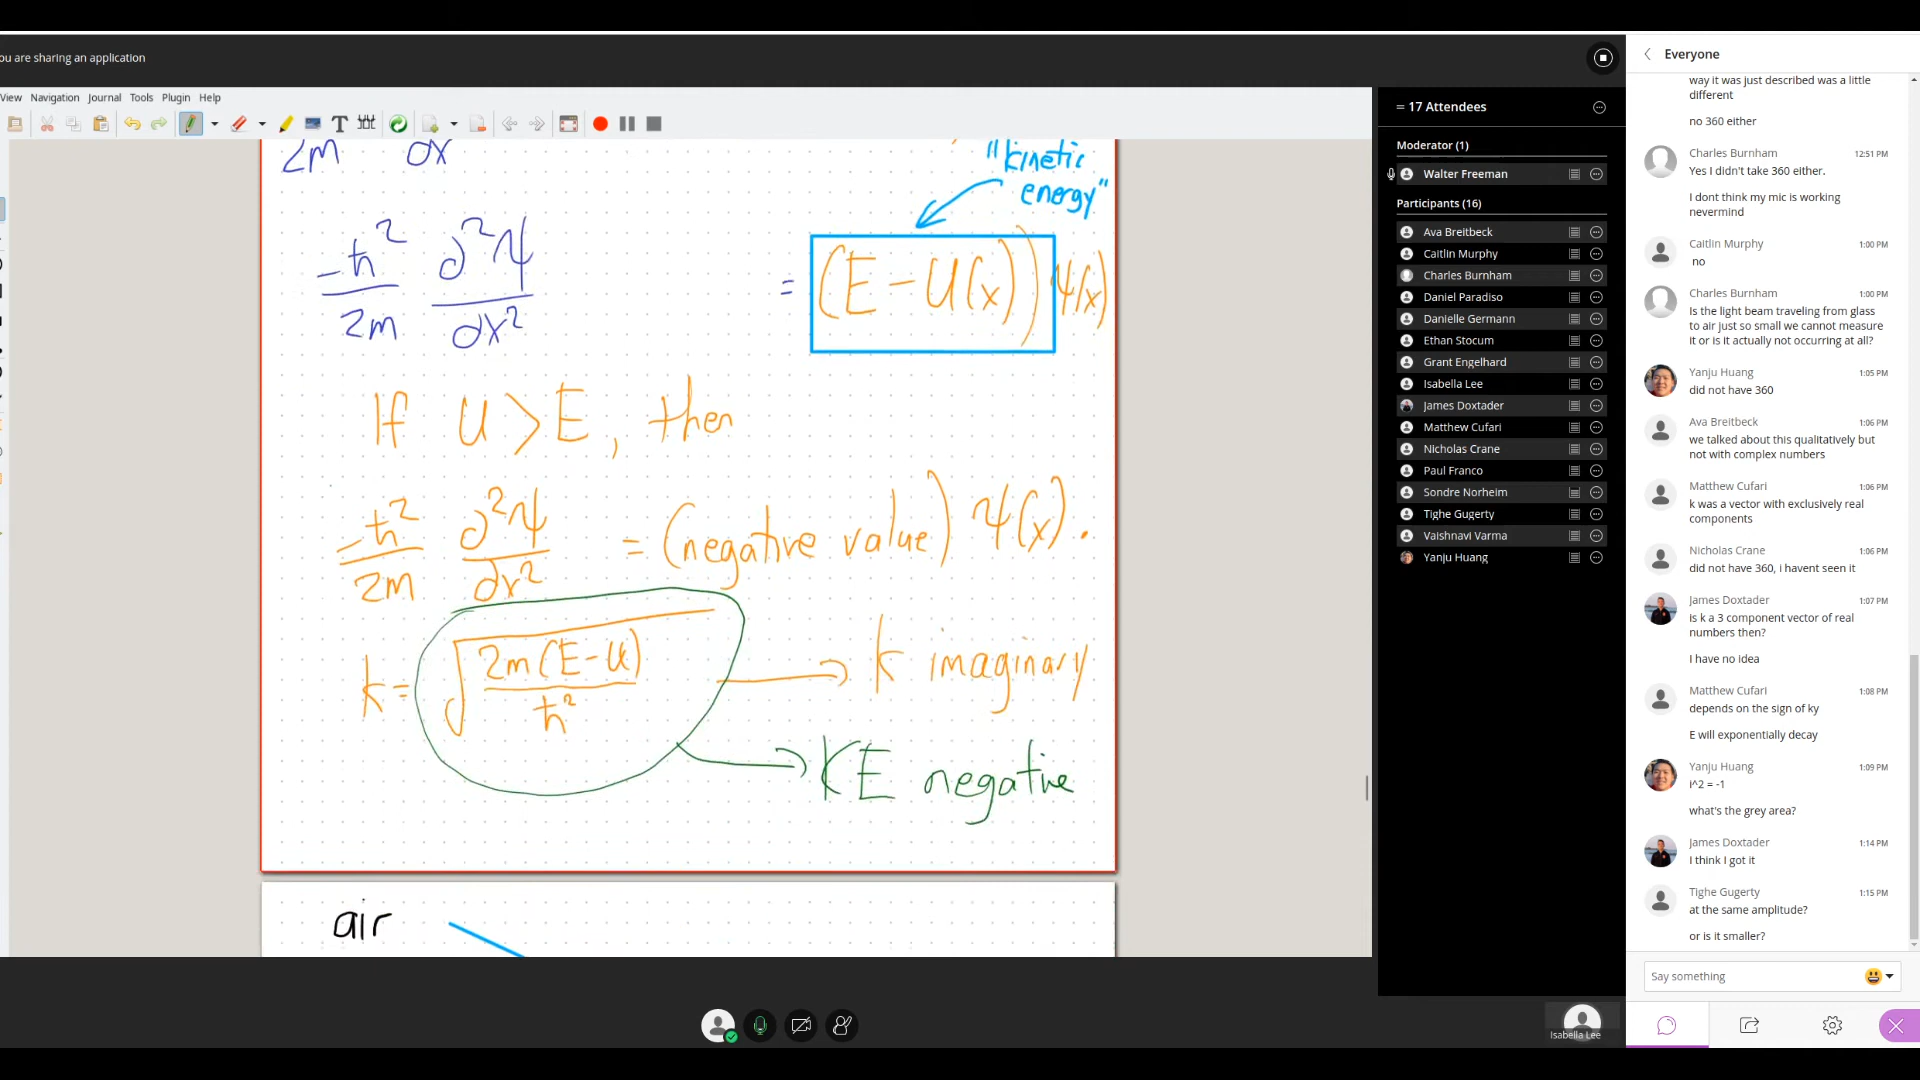 ou are sharing an application
View Navigation Journal Tools Plugin Help
2m ∂x
"kinetic
energy"
-ħ²/2m ∂²ψ/∂x² = (E - U(x)) ψ(x)
If U > E, then
-ħ²/2m ∂²ψ/∂x² = (negative value) ψ(x).
k = √(2m(E-U)/ħ²) → k imaginary
→ KE negative
air
17 Attendees
Moderator (1)
Walter Freeman
Participants (16)
Ava Breitbeck
Caitlin Murphy
Charles Burnham
Daniel Paradiso
Danielle Germann
Ethan Stocum
Grant Engelhard
Isabella Lee
James Doxtader
Matthew Cufari
Nicholas Crane
Paul Franco
Sondre Norheim
Tighe Gugerty
Vaishnavi Varma
Yanju Huang
Isabella Lee
Everyone
way it was just described was a little
different
no 360 either
Charles Burnham 12:51 PM
Yes I didn't take 360 either.
I dont think my mic is working
nevermind
Caitlin Murphy 1:00 PM
no
Charles Burnham 1:00 PM
Is the light beam traveling from glass
to air just so small we cannot measure
it or is it actually not occurring at all?
Yanju Huang 1:05 PM
did not have 360
Ava Breitbeck 1:06 PM
we talked about this qualitatively but
not with complex numbers
Matthew Cufari 1:06 PM
k was a vector with exclusively real
components
Nicholas Crane 1:06 PM
did not have 360, i havent seen it
James Doxtader 1:07 PM
is k a 3 component vector of real
numbers then?
I have no idea
Matthew Cufari 1:08 PM
depends on the sign of ky
E will exponentially decay
Yanju Huang 1:09 PM
i^2 = -1
what's the grey area?
James Doxtader 1:14 PM
I think I got it
Tighe Gugerty 1:15 PM
at the same amplitude?
or is it smaller?
Say something